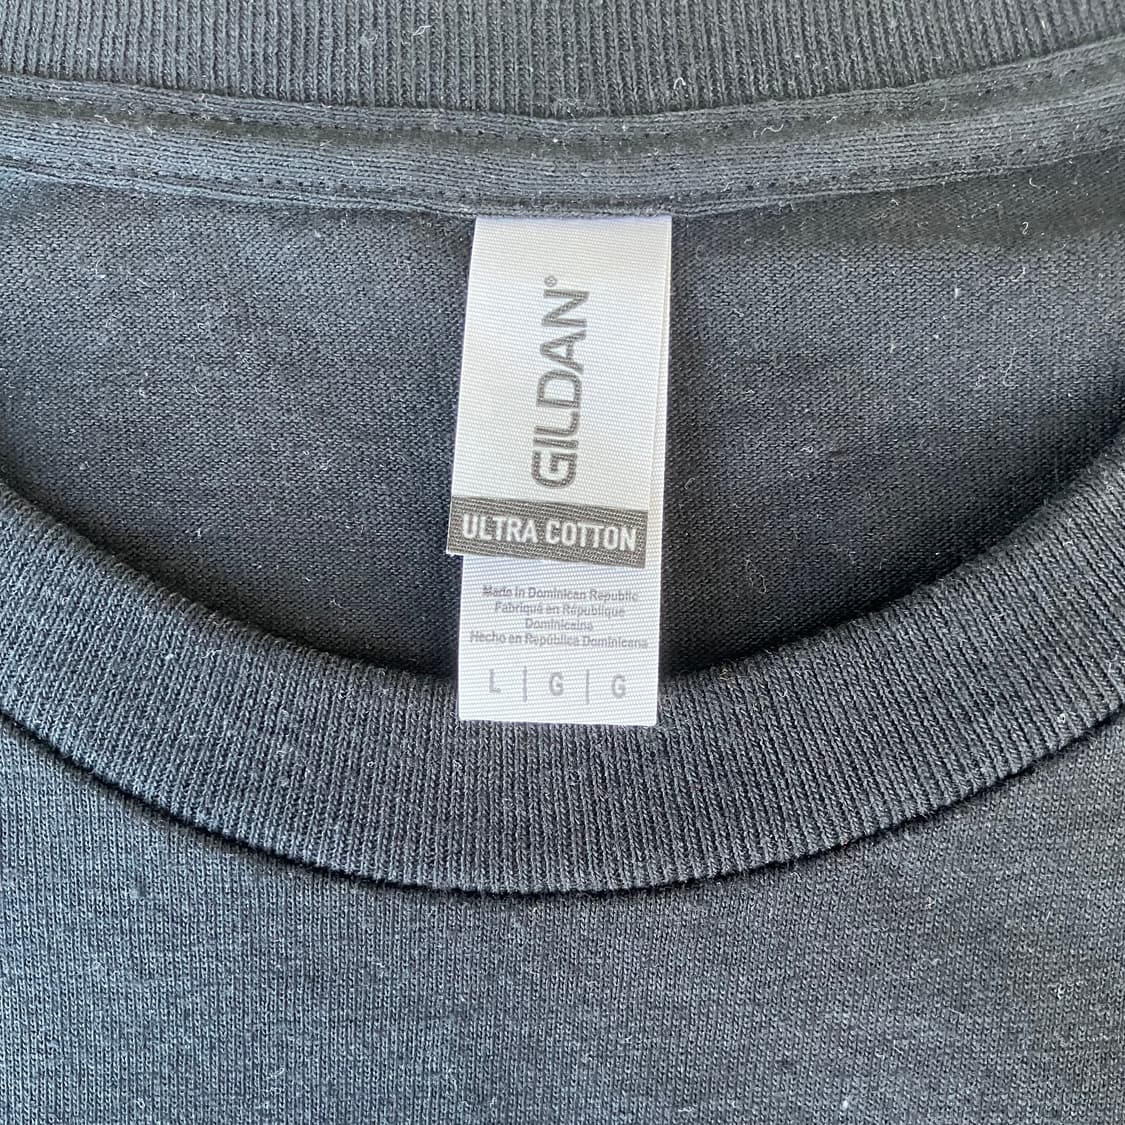 GILDAN®
ULTRA COTTON
Made in Dominican Republic
Fabriqué en République
Dominicaine
Hecho en República Dominicana
L | G | G